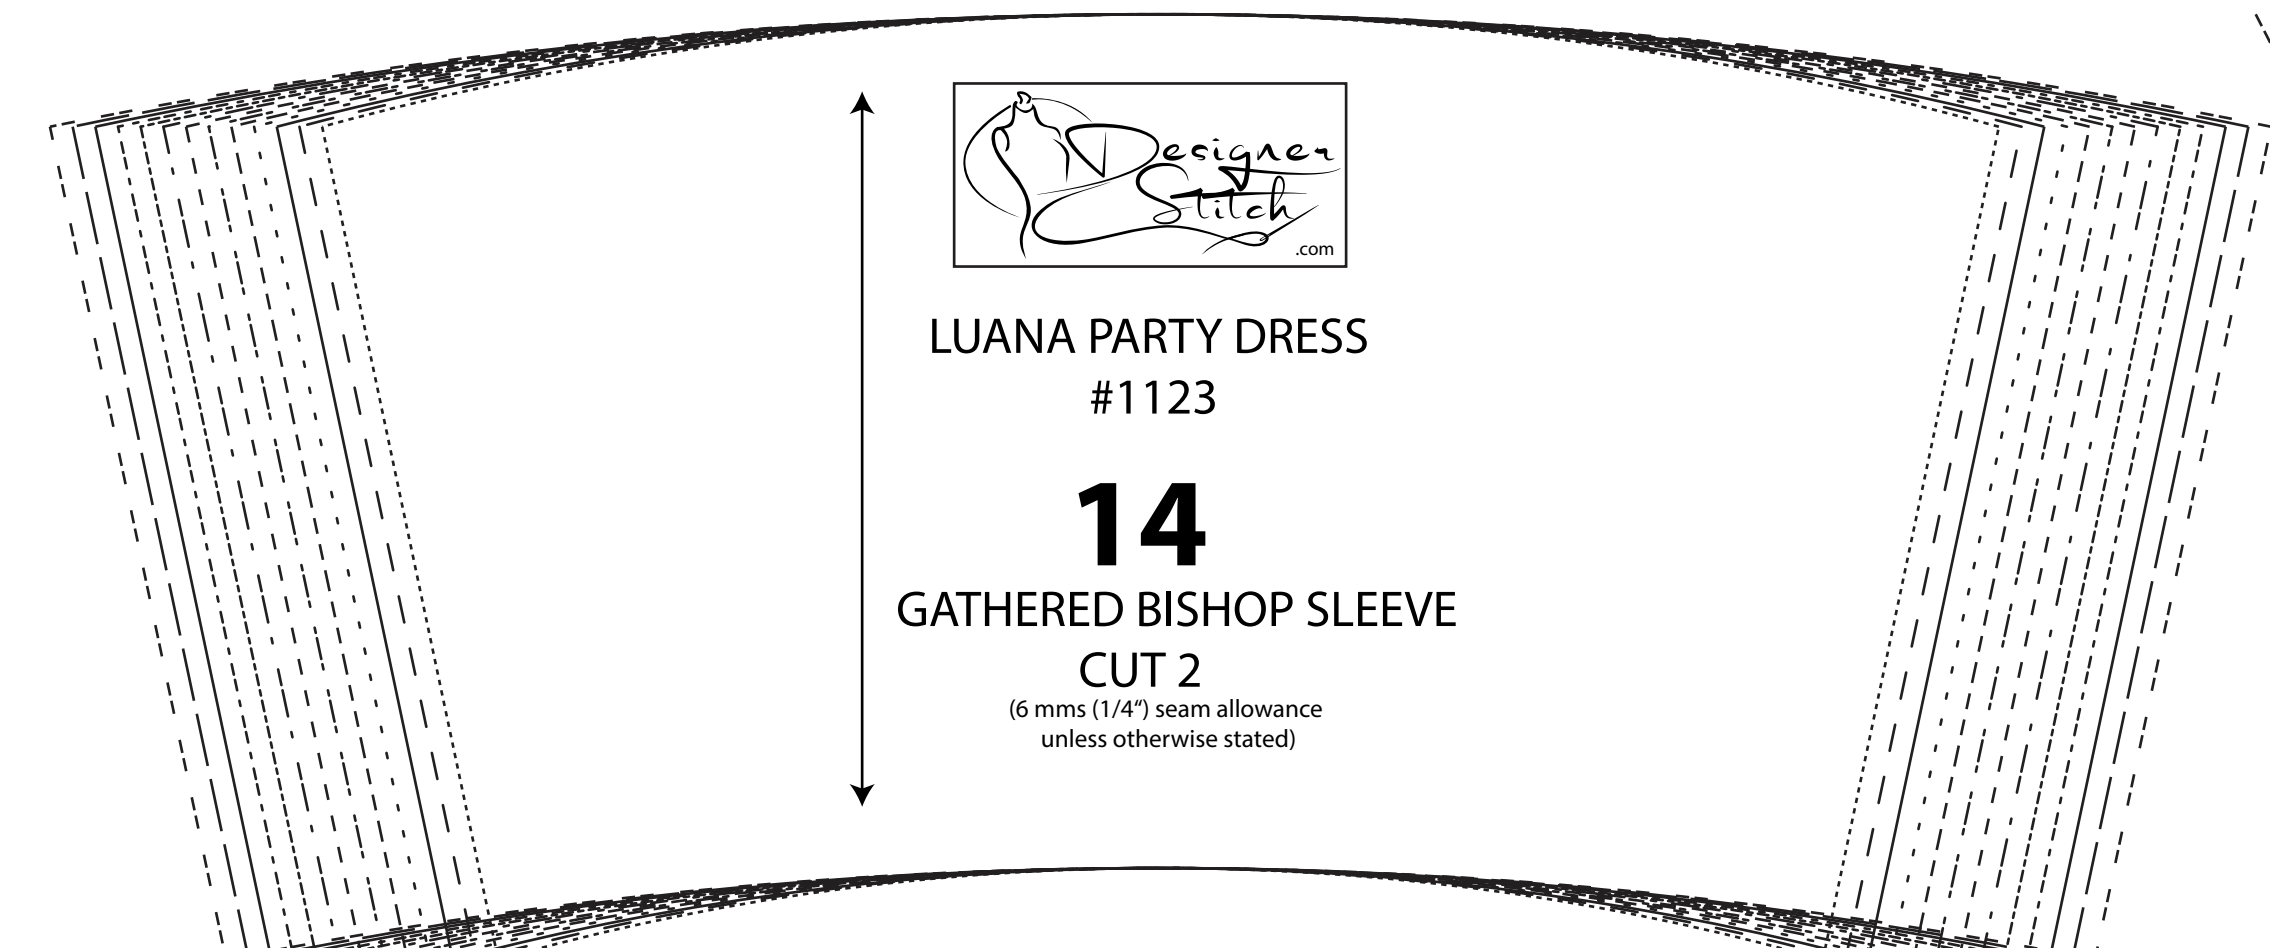 Designer
Stitch
.com
LUANA PARTY DRESS
#1123
14
GATHERED BISHOP SLEEVE
CUT 2
(6 mms (1/4“) seam allowance
unless otherwise stated)